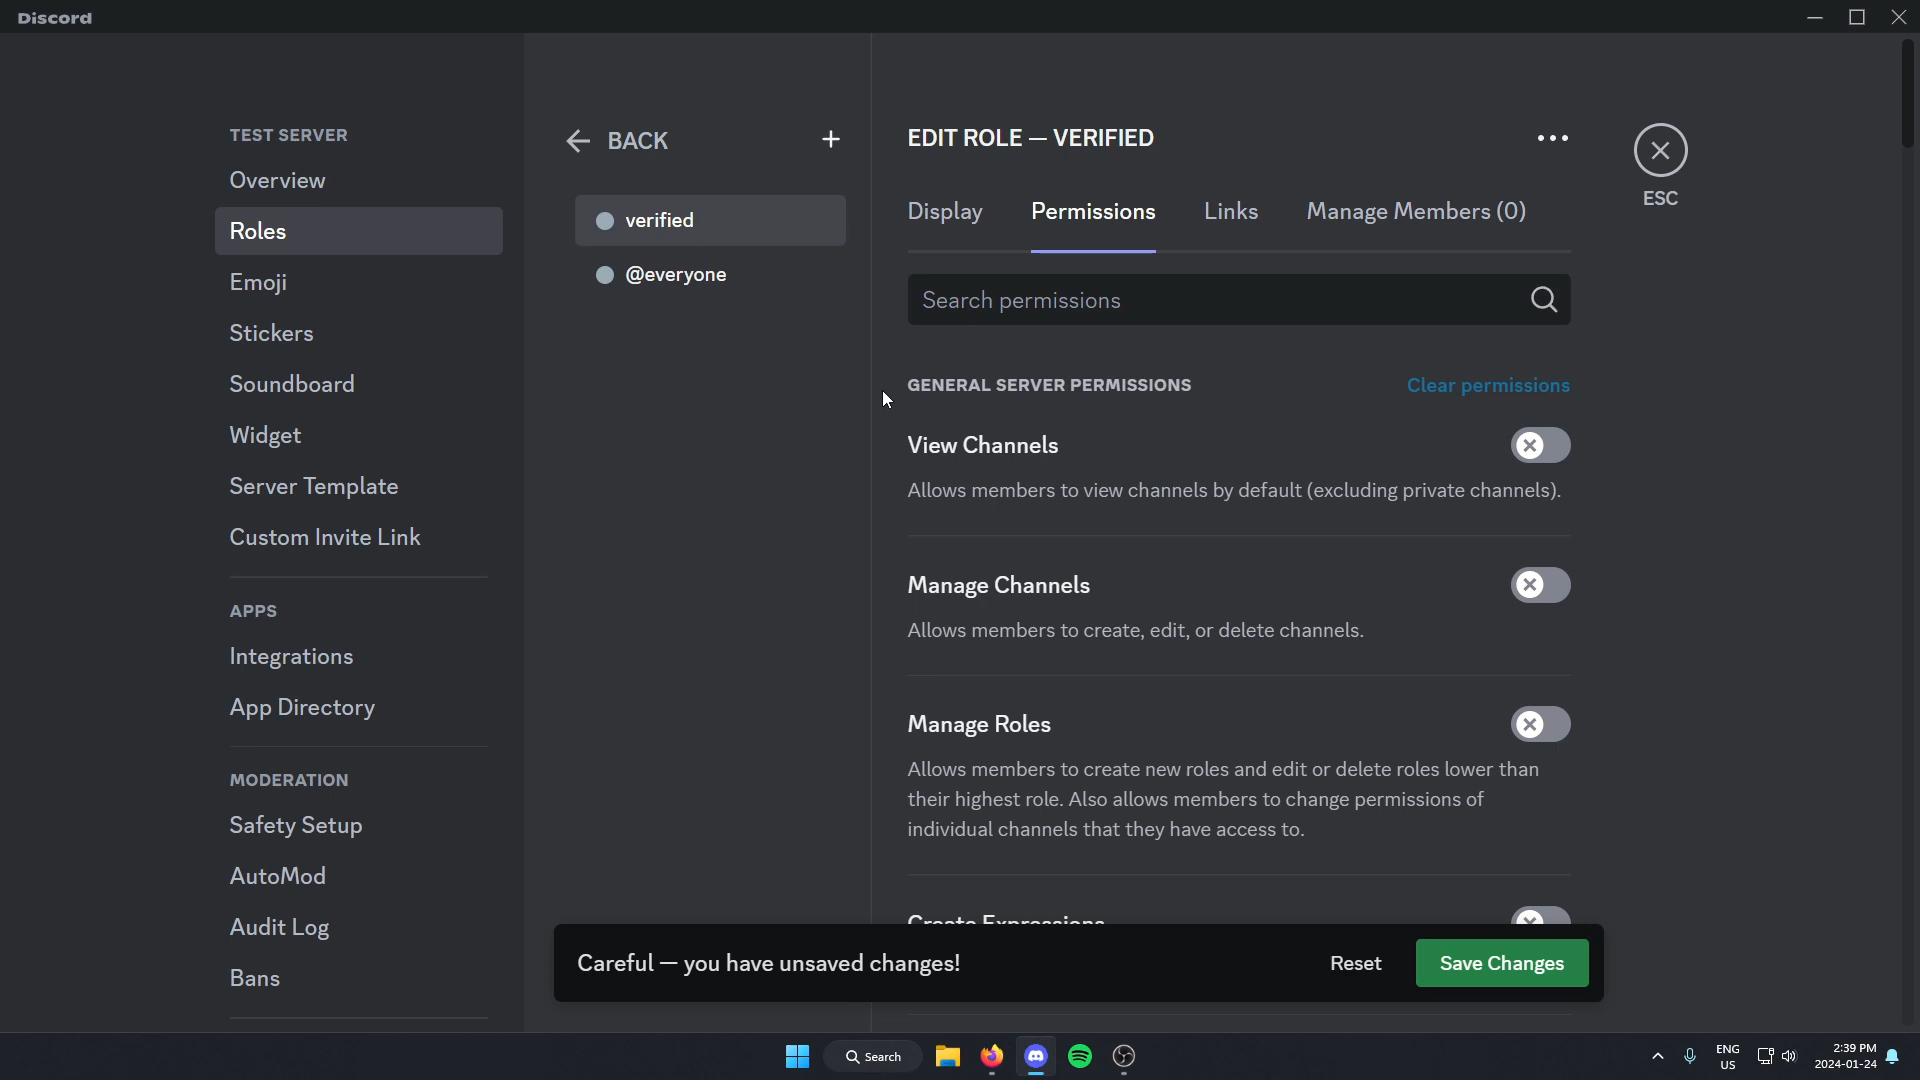 Discord
TEST SERVER
Overview
Roles
Emoji
Stickers
Soundboard
Widget
Server Template
Custom Invite Link
APPS
Integrations
App Directory
MODERATION
Safety Setup
AutoMod
Audit Log
Bans
BACK
verified
@everyone
EDIT ROLE — VERIFIED
ESC
Display Permissions Links Manage Members (0)
Search permissions
GENERAL SERVER PERMISSIONS Clear permissions
View Channels
Allows members to view channels by default (excluding private channels).
Manage Channels
Allows members to create, edit, or delete channels.
Manage Roles
Allows members to create new roles and edit or delete roles lower than
their highest role. Also allows members to change permissions of
individual channels that they have access to.
Create Expressions
Careful — you have unsaved changes! Reset Save Changes
Search
ENG
US
2:39 PM
2024-01-24